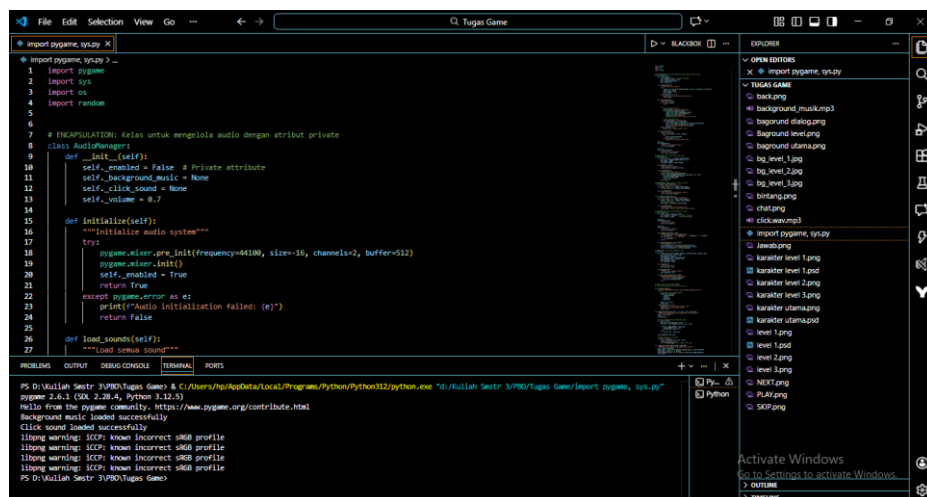 File Edit Selection View Go ··· ← → Tugas Game
import pygame, sys.py × BLACKBOX ···
import pygame, sys.py > ...
1 import pygame
2 import sys
3 import os
4 import random
5
6
7 # ENCAPSULATION: Kelas untuk mengelola audio dengan atribut private
8 class AudioManager:
9 def __init__(self):
10 self._enabled = False # Private attribute
11 self._background_music = None
12 self._click_sound = None
13 self._volume = 0.7
14
15 def initialize(self):
16 """Initialize audio system"""
17 try:
18 pygame.mixer.pre_init(frequency=44100, size=-16, channels=2, buffer=512)
19 pygame.mixer.init()
20 self._enabled = True
21 return True
22 except pygame.error as e:
23 print(f"Audio initialization failed: {e}")
24 return False
25
26 def load_sounds(self):
27 """Load semua sound"""
PROBLEMS OUTPUT DEBUG CONSOLE TERMINAL PORTS
PS D:\Kuliah Smstr 3\PBO\Tugas Game> & C:/Users/hp/AppData/Local/Programs/Python/Python312/python.exe "d:/Kuliah Smstr 3/PBO/Tugas Game/import pygame, sys.py"
pygame 2.6.1 (SDL 2.28.4, Python 3.12.5)
Hello from the pygame community. https://www.pygame.org/contribute.html
Background music loaded successfully
Click sound loaded successfully
libpng warning: iCCP: known incorrect sRGB profile
libpng warning: iCCP: known incorrect sRGB profile
libpng warning: iCCP: known incorrect sRGB profile
libpng warning: iCCP: known incorrect sRGB profile
PS D:\Kuliah Smstr 3\PBO\Tugas Game>
Py...
Python
EXPLORER ···
OPEN EDITORS
× import pygame, sys.py
TUGAS GAME
back.png
background_musik.mp3
bagorund dialog.png
Baground level.png
baground utama.png
bg_level_1.jpg
bg_level_2.jpg
bg_level_3.jpg
bintang.png
chat.png
click.wav.mp3
import pygame, sys.py
Jawab.png
karakter level 1.png
karakter level 1.psd
karakter level 2.png
karakter level 3.png
karakter utama.png
karakter utama.psd
level 1.png
level 1.psd
level 2.png
level 3.png
NEXT.png
PLAY.png
SKIP.png
Activate Windows
Go to Settings to activate Windows.
OUTLINE
TIMELINE